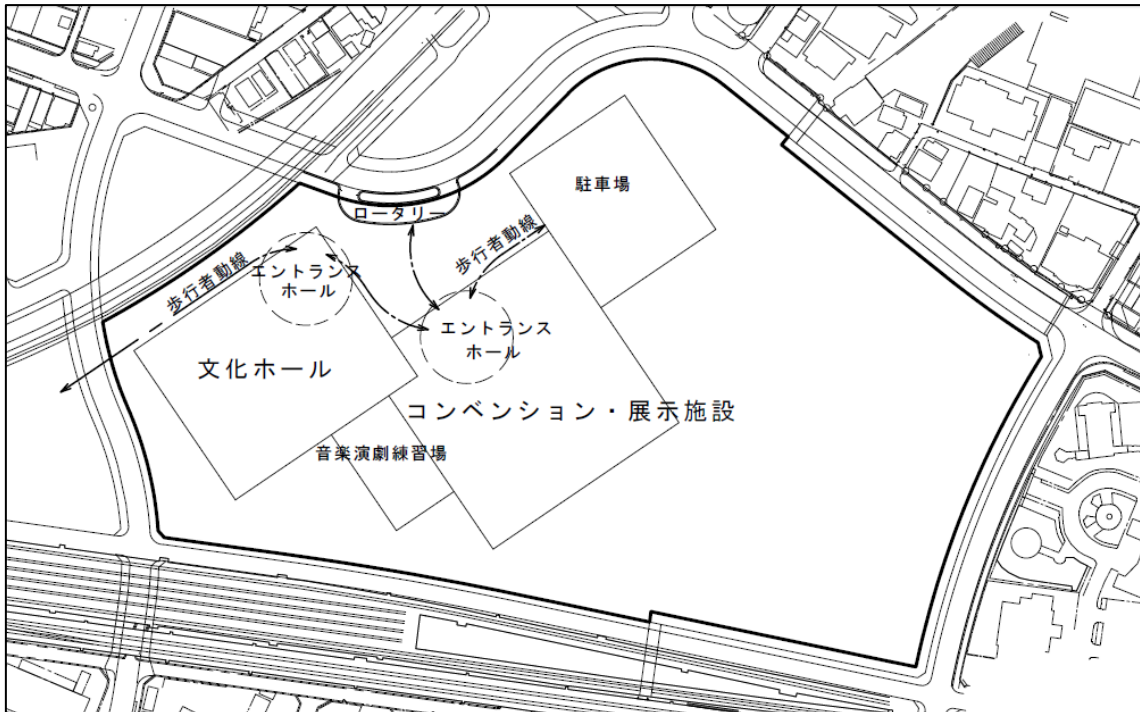 駐車場
ロータリー
歩行者動線
歩行者動線
エントランス
ホール
エントランス
ホール
文化ホール
コンベンション・展示施設
音楽演劇練習場